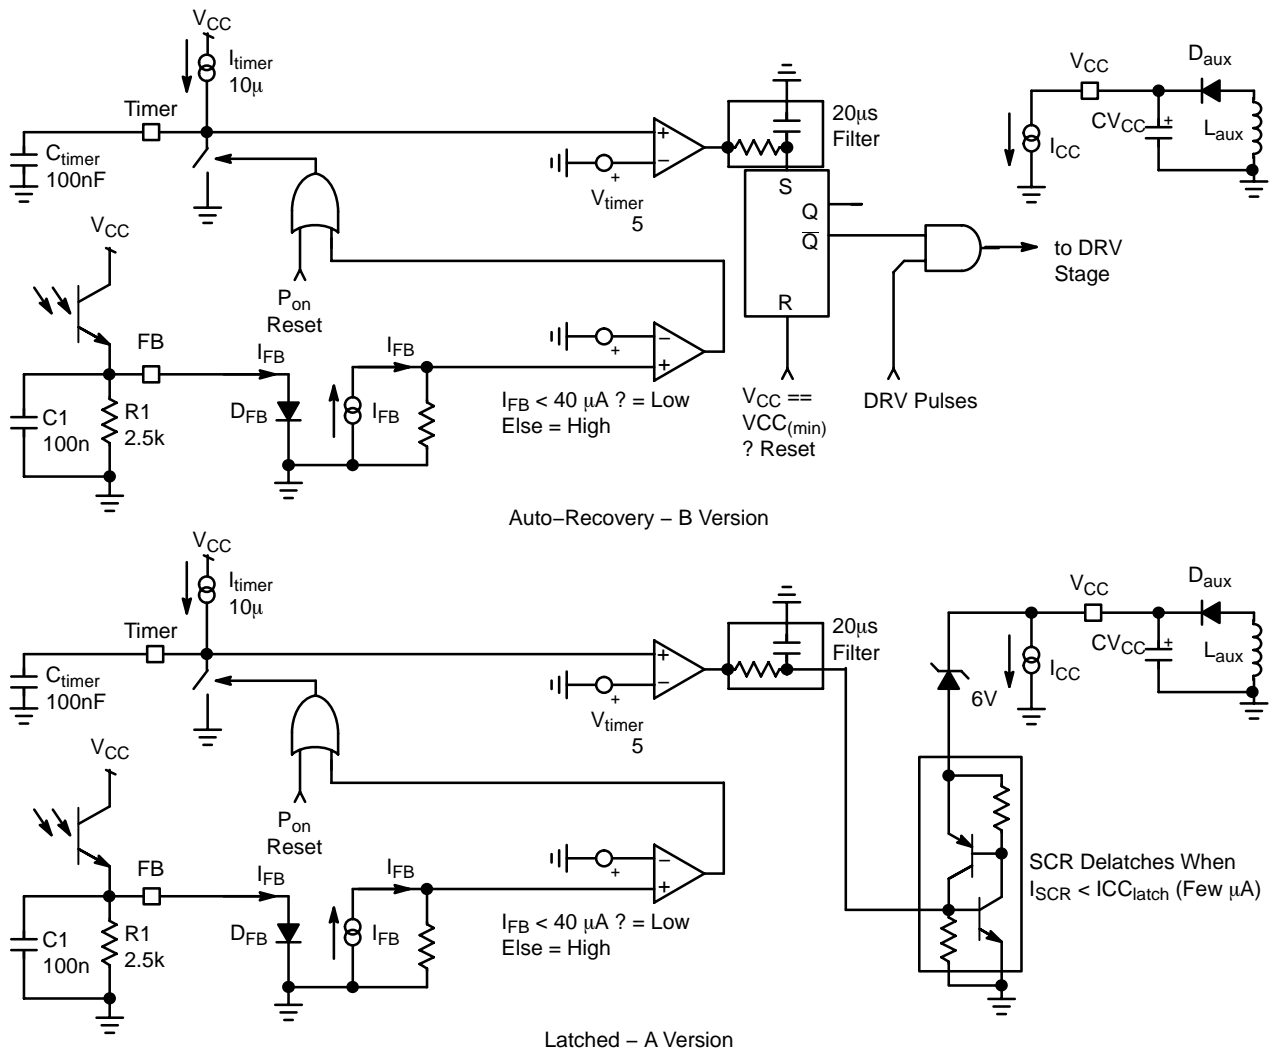 VCC
Itimer
10μ
Timer
Ctimer
100nF
VCC
Pon
Reset
FB
IFB
DFB
C1
100n
R1
2.5k
IFB
IFB
Vtimer
5
20μs
Filter
S
Q
Q̅
R
IFB < 40 μA ? = Low
Else = High
VCC ==
VCC(min)
? Reset
DRV Pulses
to DRV
Stage
VCC
Daux
ICC
CVCC
+
Laux
+
−
+
−
+
+
Auto−Recovery − B Version
VCC
Itimer
10μ
Timer
Ctimer
100nF
VCC
Pon
Reset
FB
IFB
DFB
C1
100n
R1
2.5k
IFB
IFB
Vtimer
5
20μs
Filter
IFB < 40 μA ? = Low
Else = High
6V
VCC
Daux
ICC
CVCC
+
Laux
+
−
+
−
+
+
SCR Delatches When
ISCR < ICClatch (Few μA)
Latched − A Version